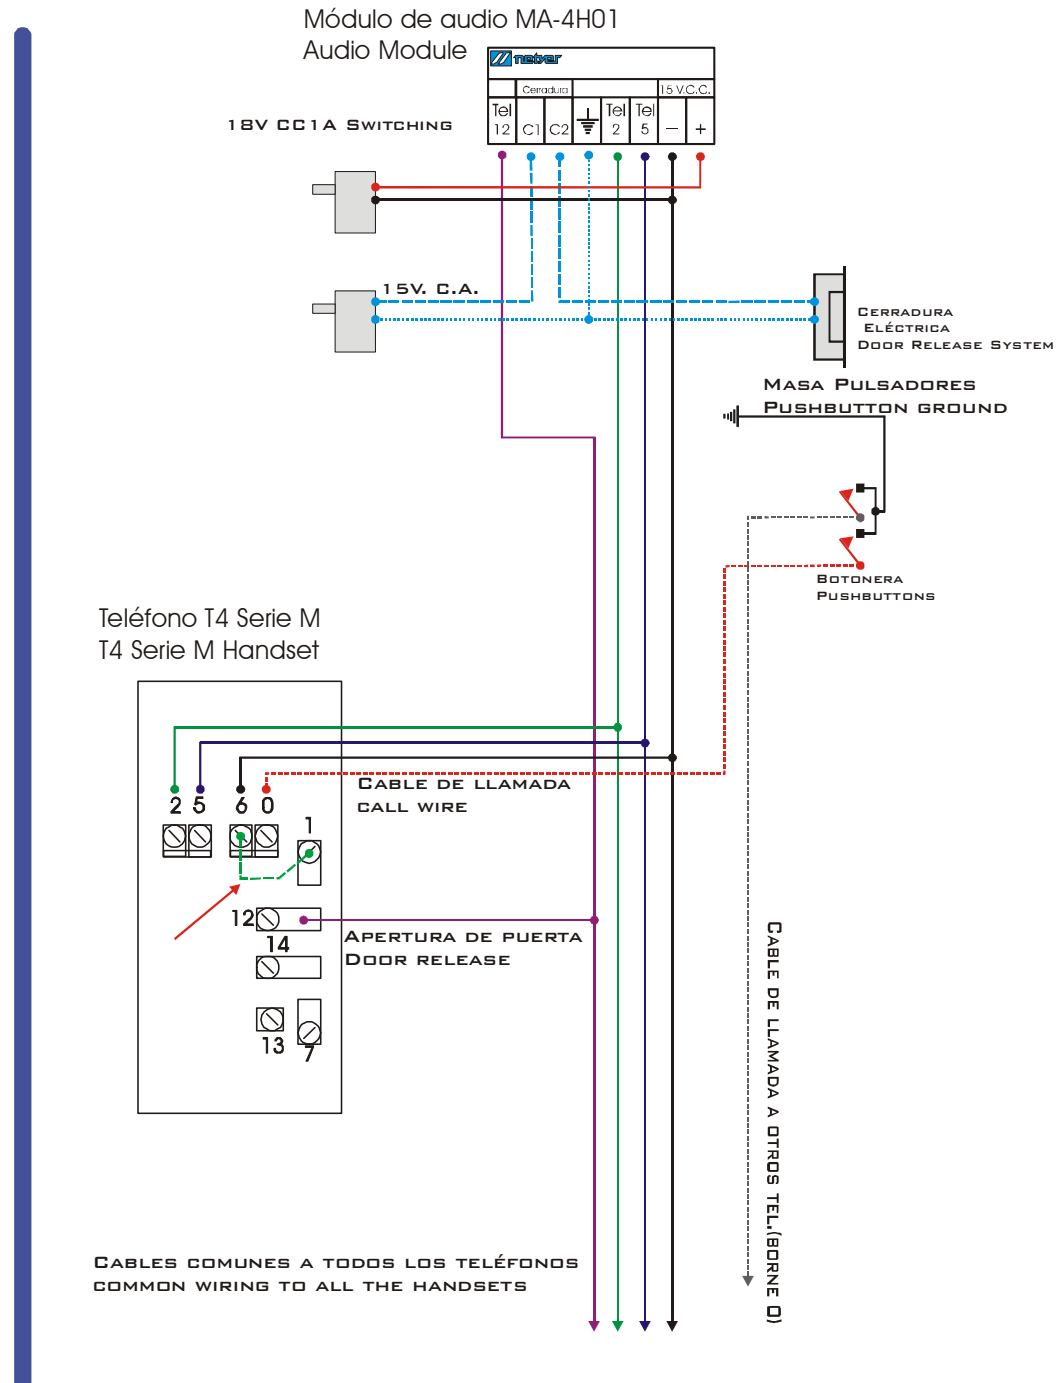 Módulo de audio MA-4H01
Audio Module
netver
Cerradura
15 V.C.C.
Tel
12
C1
C2
Tel
2
Tel
5
—
+
18V CC1A Switching
15V. C.A.
Cerradura
Eléctrica
Door Release System
Masa Pulsadores
Pushbutton ground
Botonera
Pushbuttons
Teléfono T4 Serie M
T4 Serie M Handset
Cable de llamada
call wire
2 5 6 0
1
12
14
13
7
Apertura de puerta
Door release
Cable de llamada a otros tel.(borne 0)
Cables comunes a todos los teléfonos
common wiring to all the handsets